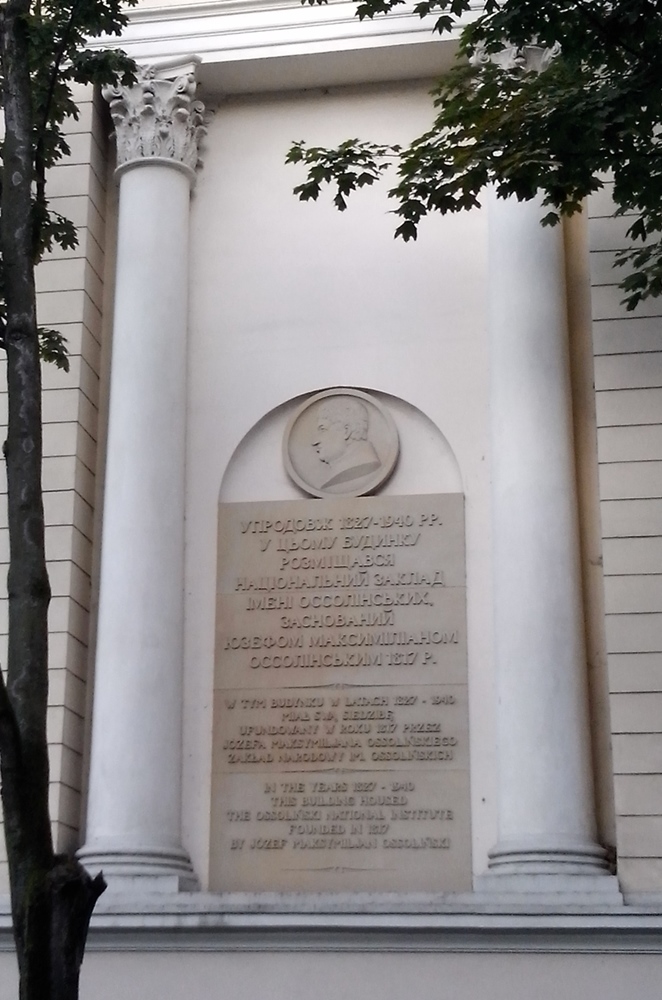 УПРОДОВЖ 1827-1940 РР.
У ЦЬОМУ БУДИНКУ
РОЗМІЩАВСЯ
НАЦІОНАЛЬНИЙ ЗАКЛАД
ІМЕНІ ОССОЛІНСЬКИХ,
ЗАСНОВАНИЙ
ЮЗЕФОМ МАКСИМІЛІАНОМ
ОССОЛІНСЬКИМ 1817 Р.
W TYM BUDYNKU W LATACH 1827 - 1940
MIAŁ SWĄ SIEDZIBĘ
UFUNDOWANY W ROKU 1817 PRZEZ
JÓZEFA MAKSYMILIANA OSSOLIŃSKIEGO
ZAKŁAD NARODOWY IM. OSSOLIŃSKICH
IN THE YEARS 1827 - 1940
THIS BUILDING HOUSED
THE OSSOLIŃSKI NATIONAL INSTITUTE
FOUNDED IN 1817
BY JÓZEF MAKSYMILIAN OSSOLIŃSKI